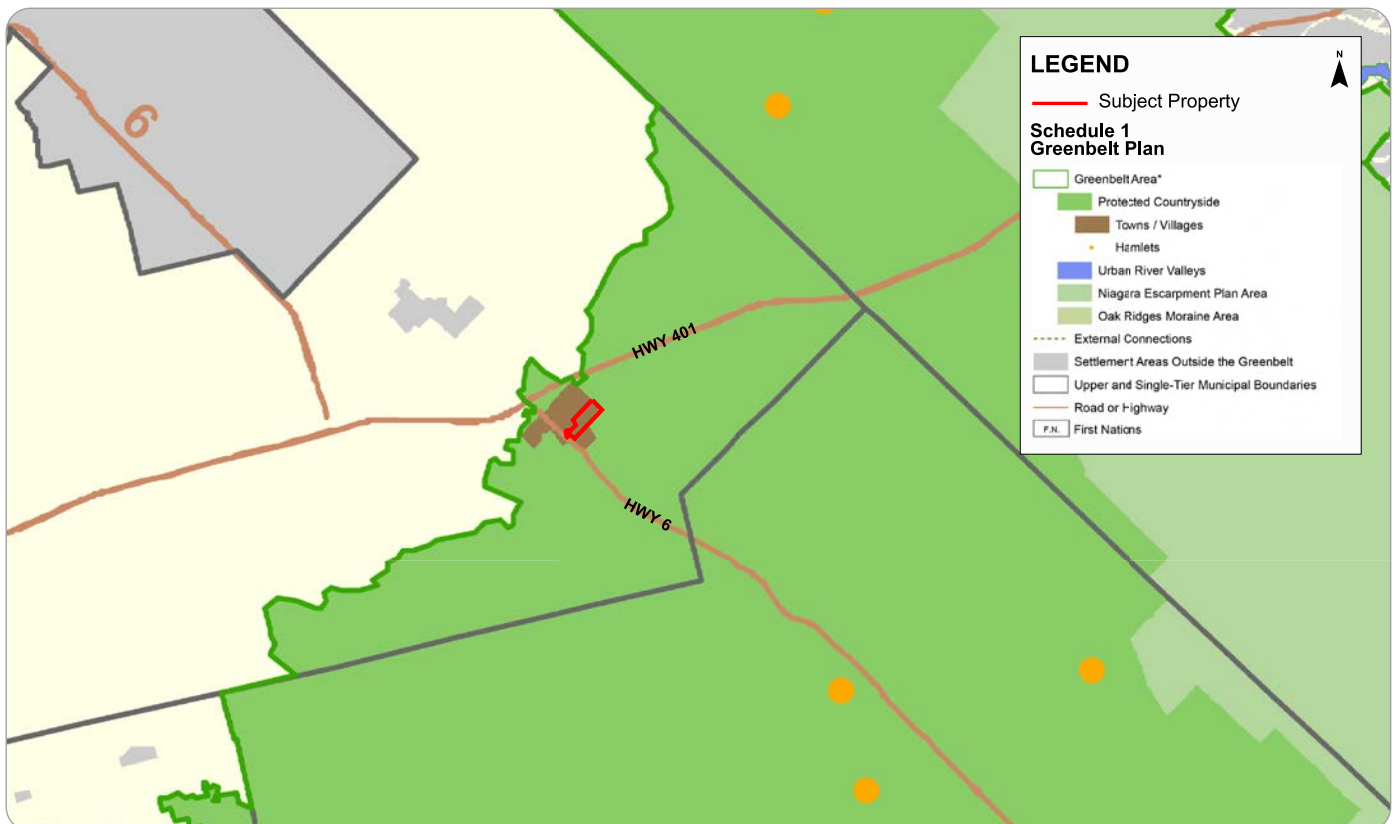 6
HWY 401
HWY 6
LEGEND
N
Subject Property
Schedule 1
Greenbelt Plan
Greenbelt Area*
Protected Countryside
Towns / Villages
Hamlets
Urban River Valleys
Niagara Escarpment Plan Area
Oak Ridges Moraine Area
External Connections
Settlement Areas Outside the Greenbelt
Upper and Single-Tier Municipal Boundaries
Road or Highway
F.N. First Nations